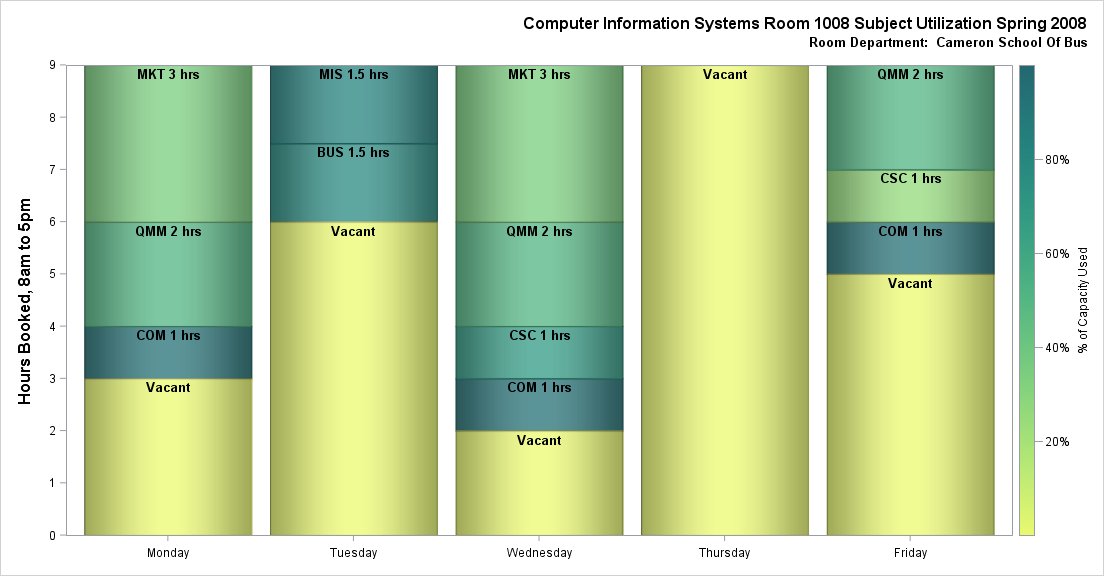 Computer Information Systems Room 1008 Subject Utilization Spring 2008
Room Department:  Cameron School Of Bus
Hours Booked, 8am to 5pm
9
8
7
6
5
4
3
2
1
0
MKT 3 hrs
QMM 2 hrs
COM 1 hrs
Vacant
MIS 1.5 hrs
BUS 1.5 hrs
Vacant
MKT 3 hrs
QMM 2 hrs
CSC 1 hrs
COM 1 hrs
Vacant
Vacant
QMM 2 hrs
CSC 1 hrs
COM 1 hrs
Vacant
Monday
Tuesday
Wednesday
Thursday
Friday
80%
60%
40%
20%
% of Capacity Used